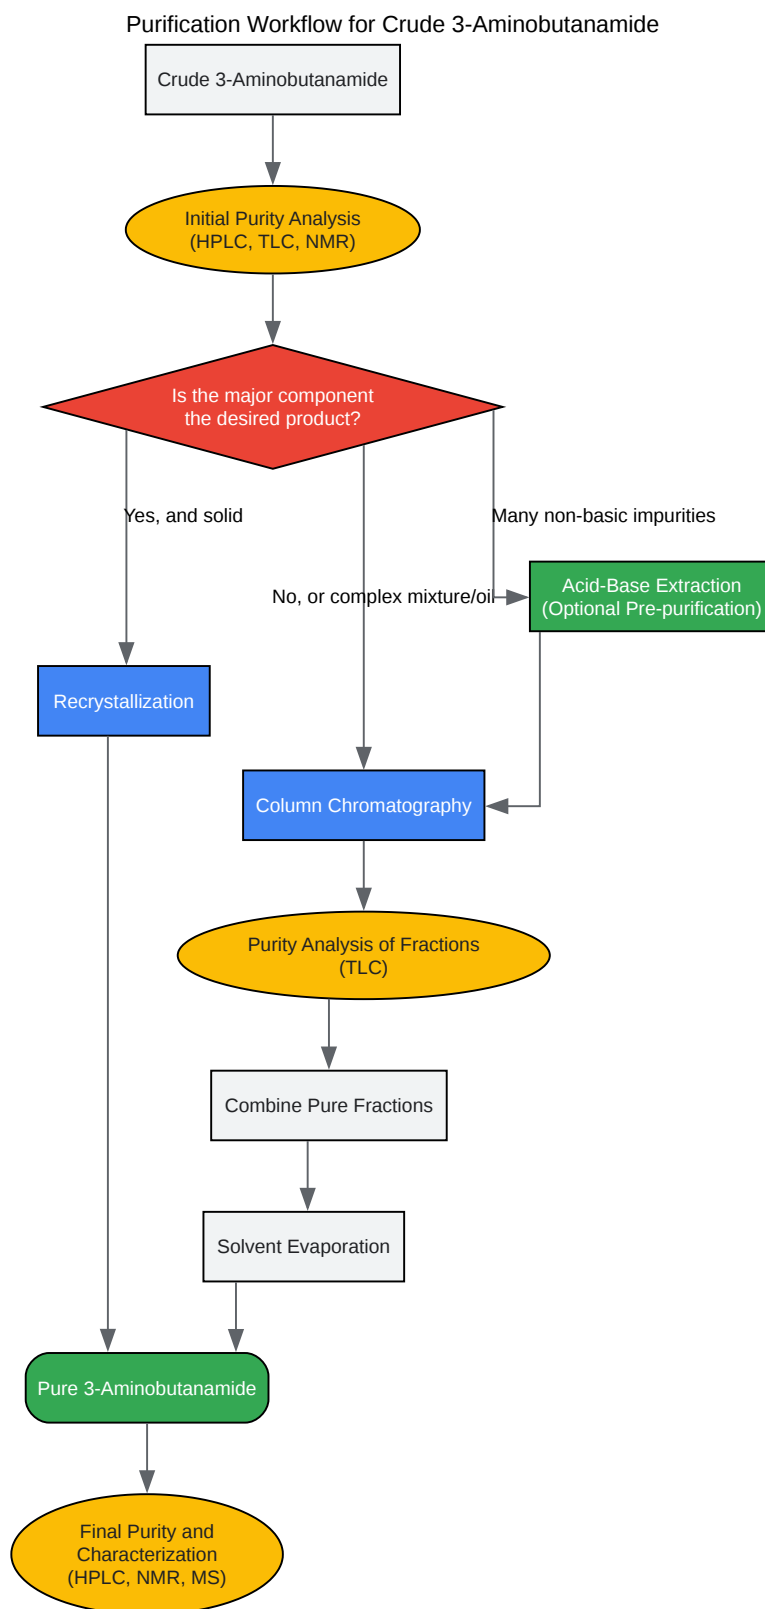 Purification Workflow for Crude 3-Aminobutanamide
Crude 3-Aminobutanamide
Initial Purity Analysis
(HPLC, TLC, NMR)
Is the major component
the desired product?
Yes, and solid
Many non-basic impurities
No, or complex mixture/oil
Acid-Base Extraction
(Optional Pre-purification)
Recrystallization
Column Chromatography
Purity Analysis of Fractions
(TLC)
Combine Pure Fractions
Solvent Evaporation
Pure 3-Aminobutanamide
Final Purity and
Characterization
(HPLC, NMR, MS)